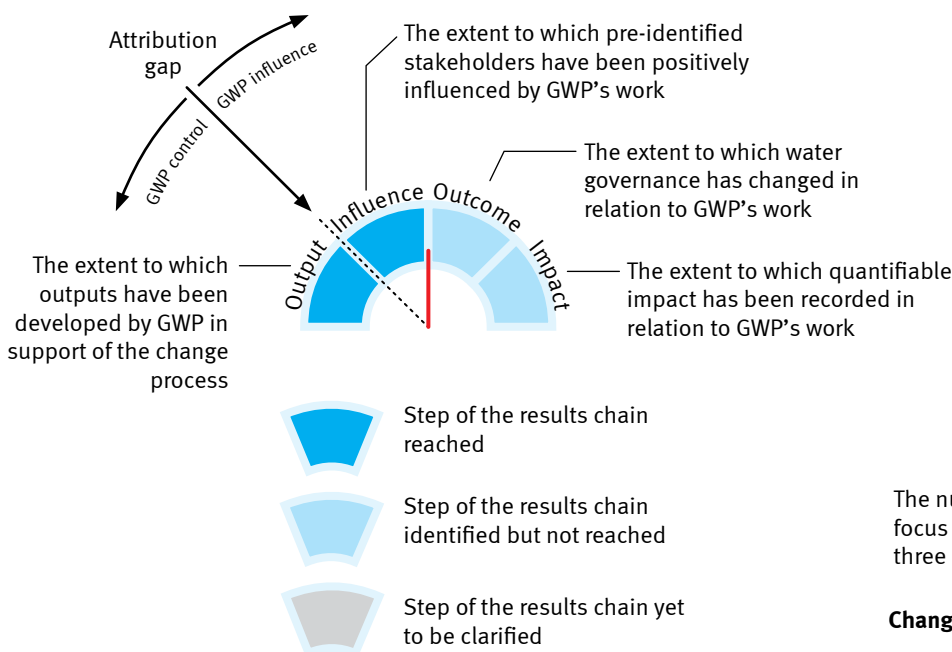 Attribution
gap
GWP influence
GWP control
The extent to which pre-identified
stakeholders have been positively
influenced by GWP's work
The extent to which water
governance has changed in
relation to GWP's work
Output
Influence
Outcome
Impact
The extent to which
outputs have been
developed by GWP in
support of the change
process
The extent to which quantifiable
impact has been recorded in
relation to GWP's work
Step of the results chain
reached
Step of the results chain
identified but not reached
Step of the results chain yet
to be clarified
The
focus
three